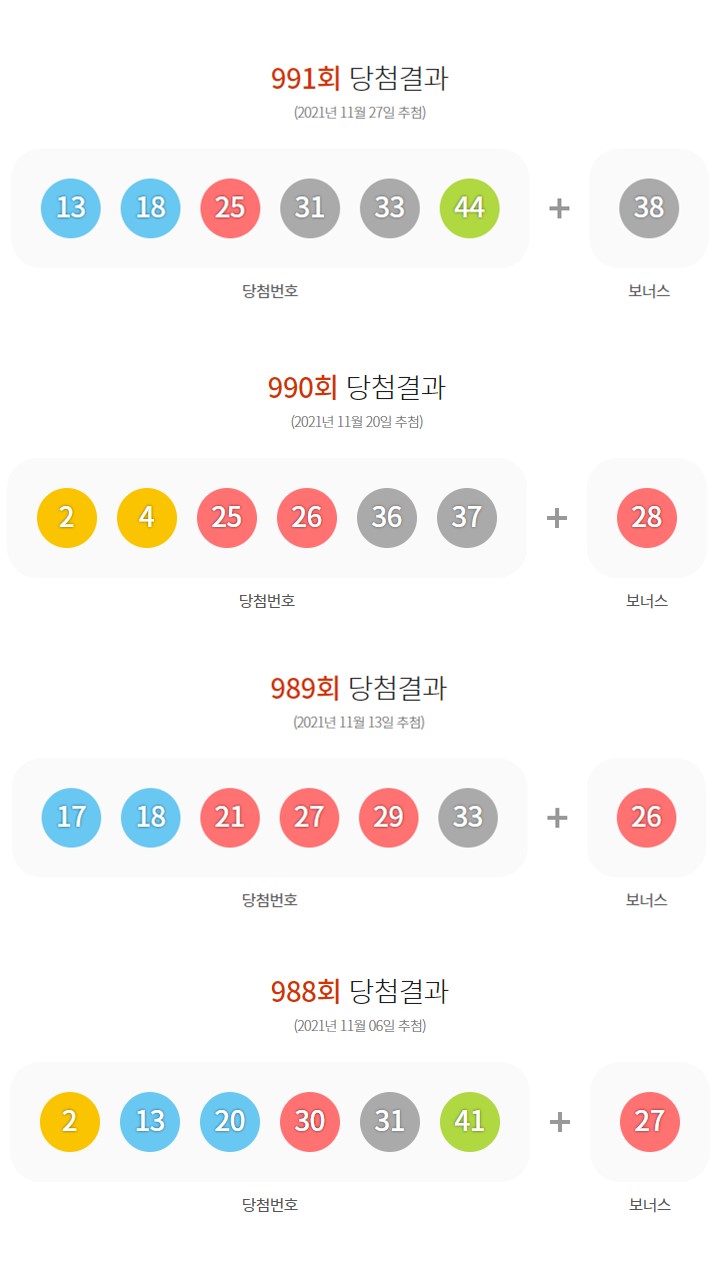 991회 당첨결과
(2021년 11월 27일 추첨)
13 18 25 31 33 44 + 38
당첨번호 보너스
990회 당첨결과
(2021년 11월 20일 추첨)
2 4 25 26 36 37 + 28
당첨번호 보너스
989회 당첨결과
(2021년 11월 13일 추첨)
17 18 21 27 29 33 + 26
당첨번호 보너스
988회 당첨결과
(2021년 11월 06일 추첨)
2 13 20 30 31 41 + 27
당첨번호 보너스